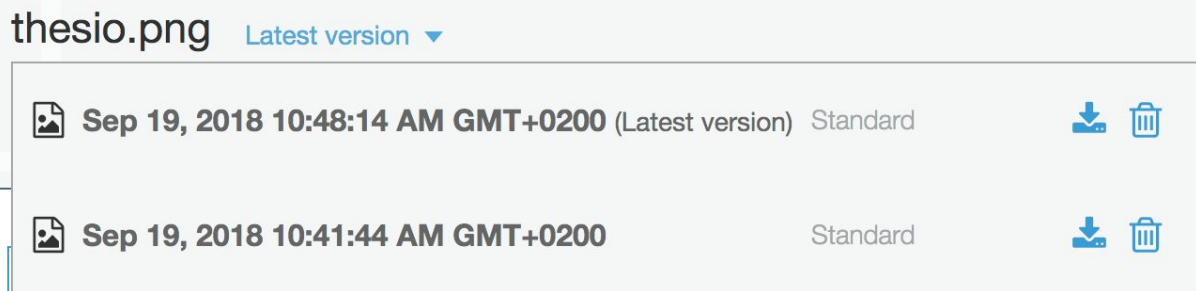 thesio.png Latest version
Sep 19, 2018 10:48:14 AM GMT+0200 (Latest version) Standard
Sep 19, 2018 10:41:44 AM GMT+0200 Standard